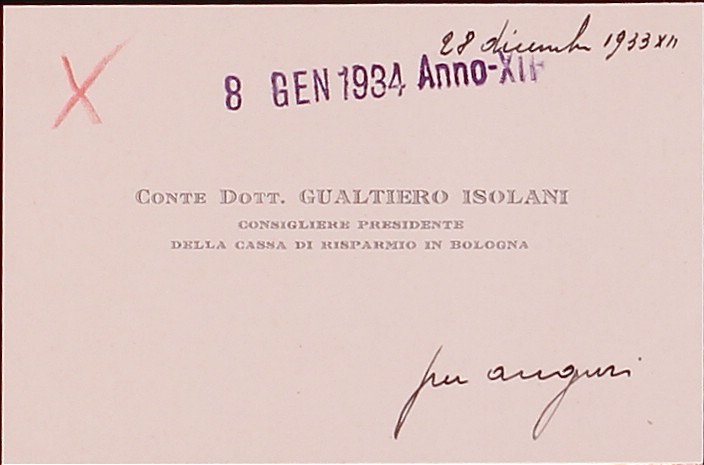 28 dicembre 1933 XII
8 GEN 1934 Anno-XII
CONTE DOTT. GUALTIERO ISOLANI
CONSIGLIERE PRESIDENTE
DELLA CASSA DI RISPARMIO IN BOLOGNA
per auguri